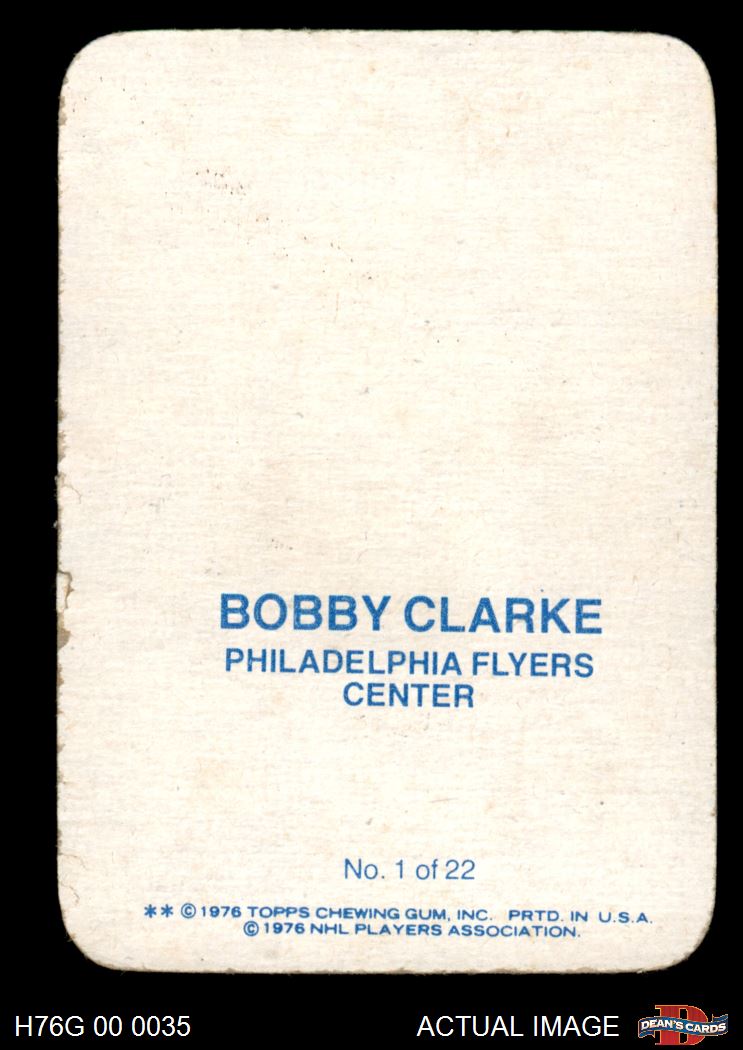 BOBBY CLARKE
PHILADELPHIA FLYERS
CENTER
No. 1 of 22
** © 1976 TOPPS CHEWING GUM, INC. PRTD. IN U.S.A.
© 1976 NHL PLAYERS ASSOCIATION.
H76G 00 0035 ACTUAL IMAGE D DEAN'S CARDS